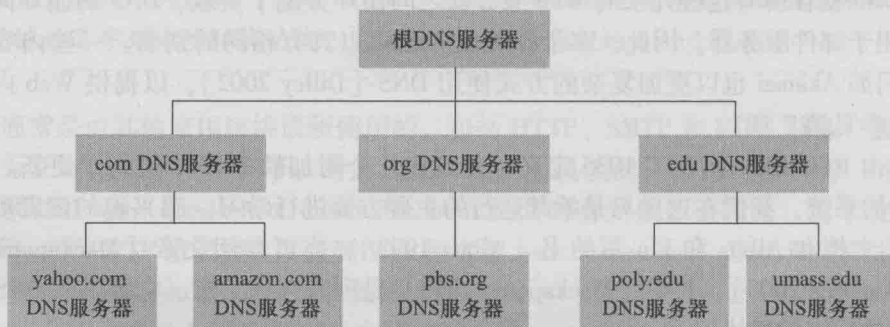 根DNS服务器
com DNS服务器
org DNS服务器
edu DNS服务器
yahoo.com
DNS服务器
amazon.com
DNS服务器
pbs.org
DNS服务器
poly.edu
DNS服务器
umass.edu
DNS服务器